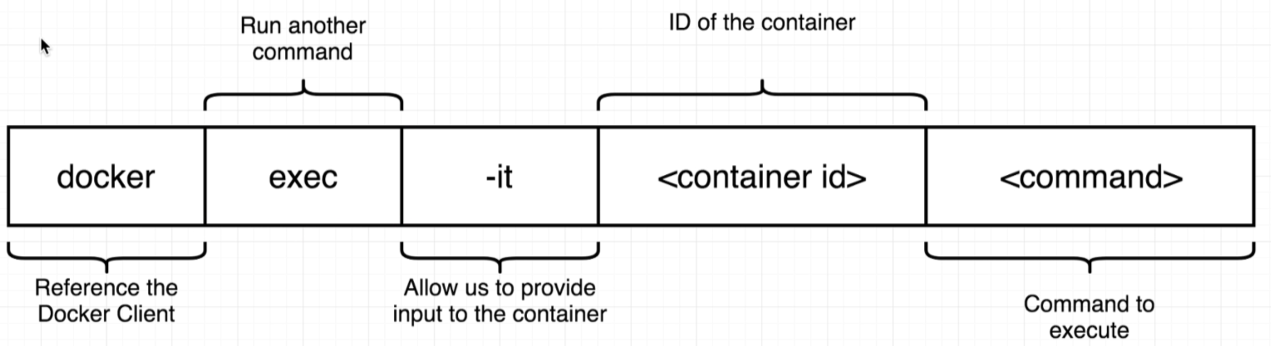 Run another
command
ID of the container
docker
exec
-it
<container id>
<command>
Reference the
Docker Client
Allow us to provide
input to the container
Command to
execute